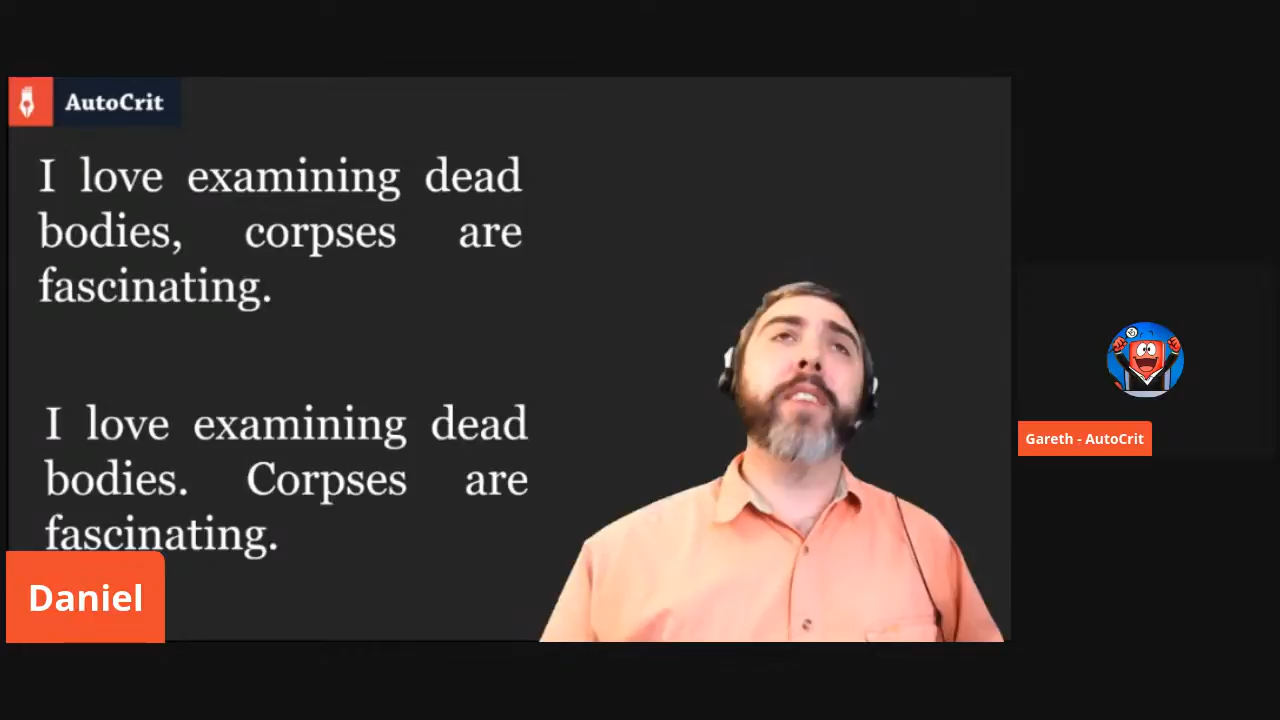 AutoCrit
I love examining dead
bodies, corpses are
fascinating.
I love examining dead
bodies. Corpses are
fascinating.
Daniel
Gareth - AutoCrit